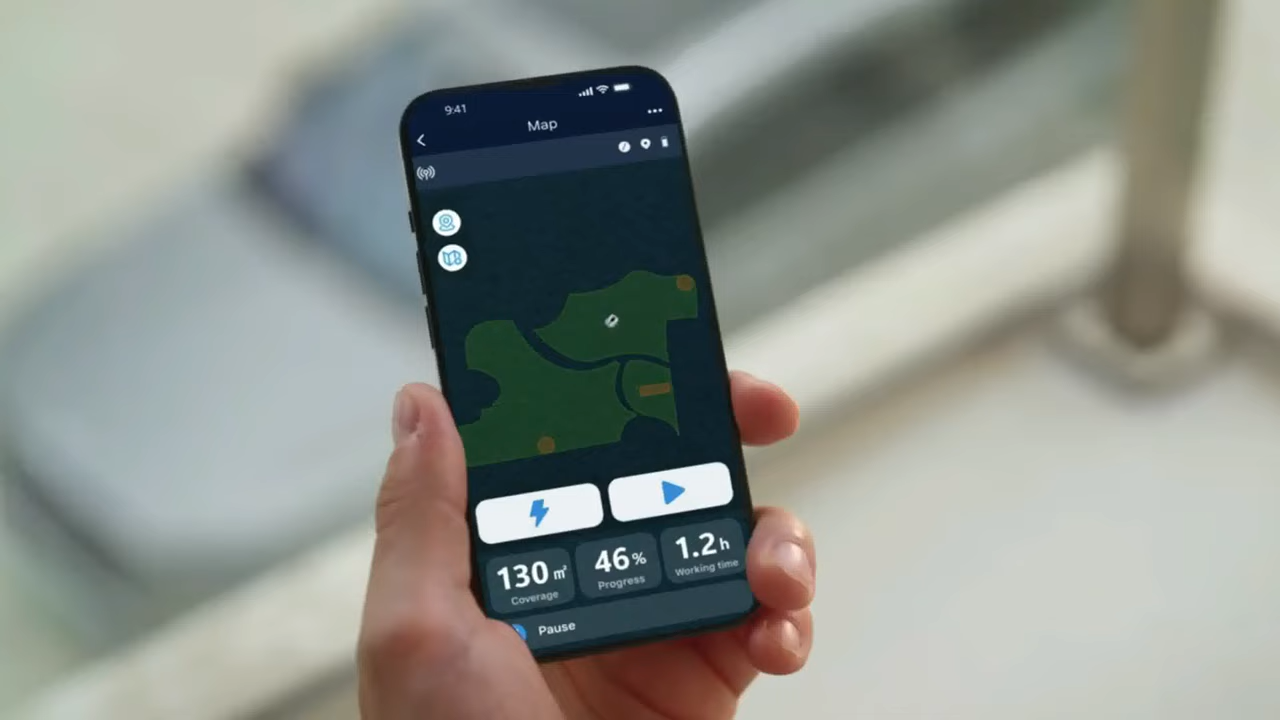 9:41
Map
130 m²
Coverage
46 %
Progress
1.2 h
Working time
Pause